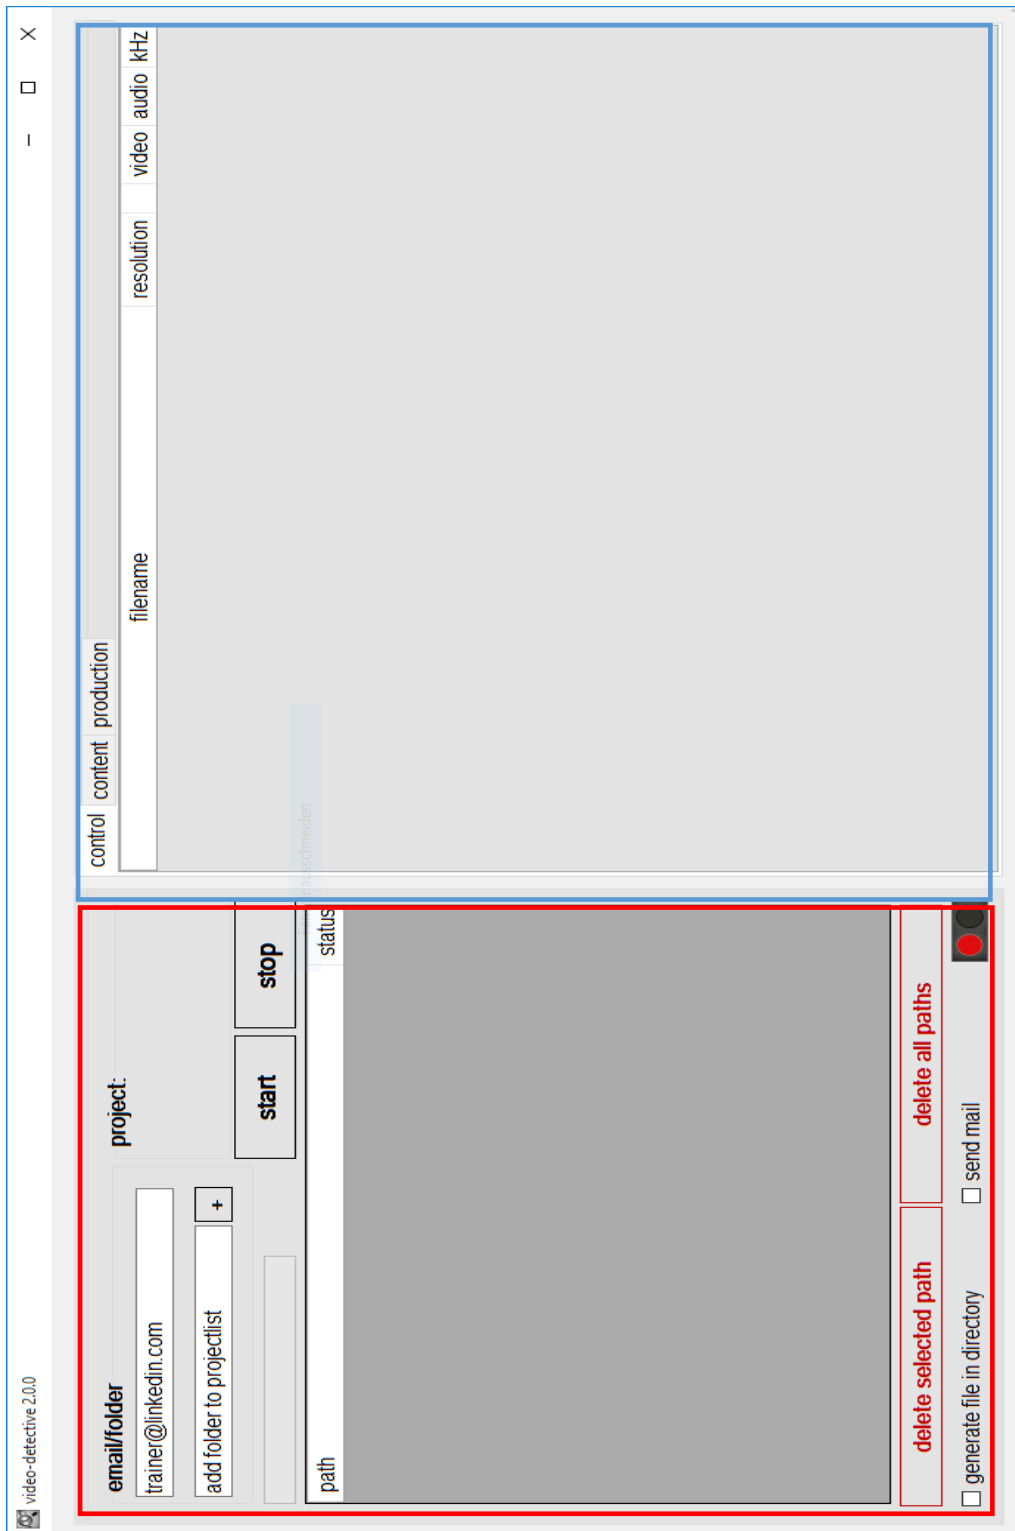 video-detective 2.0.0
email/folder
project:
trainer@linkedin.com
add folder to projectlist
+
start
stop
path
status
delete selected path
delete all paths
generate file in directory
send mail
control
content
production
filename
resolution
video
audio
kHz
ausschneiden